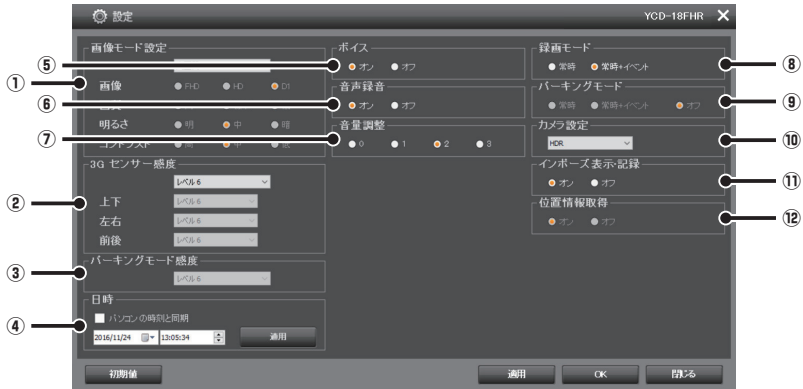 設定 YCD-18FHR
画像モード設定
①
画像 FHD HD D1
明るさ 明 中 暗
コントラスト 高 中 低
3G センサー感度
レベル 6
②
上下 レベル 6
左右 レベル 6
前後 レベル 6
パーキングモード感度
③
レベル 6
日時
④
パソコンの時刻と同期
2016/11/24 13:05:34 適用
初期値
⑤
ボイス
オン オフ
⑥
音声録音
オン オフ
⑦
音量調整
0 1 2 3
録画モード
常時 常時+イベント
⑧
パーキングモード
常時 常時+イベント オフ
⑨
カメラ設定
HDR
⑩
インポーズ表示・記録
オン オフ
⑪
位置情報取得
オン オフ
⑫
適用 OK 閉じる